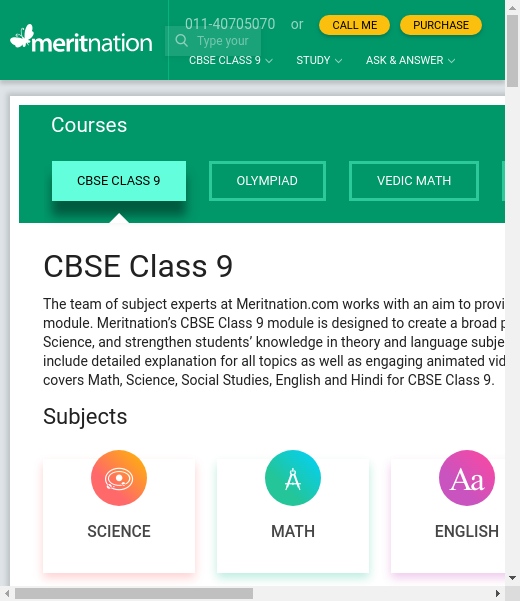 meritnation
011-40705070 or CALL ME PURCHASE
Type your
CBSE CLASS 9 STUDY ASK & ANSWER
Courses
CBSE CLASS 9 OLYMPIAD VEDIC MATH
CBSE Class 9
The team of subject experts at Meritnation.com works with an aim to provi
module. Meritnation’s CBSE Class 9 module is designed to create a broad p
Science, and strengthen students’ knowledge in theory and language subje
include detailed explanation for all topics as well as engaging animated vid
covers Math, Science, Social Studies, English and Hindi for CBSE Class 9.
Subjects
Aa
SCIENCE MATH ENGLISH